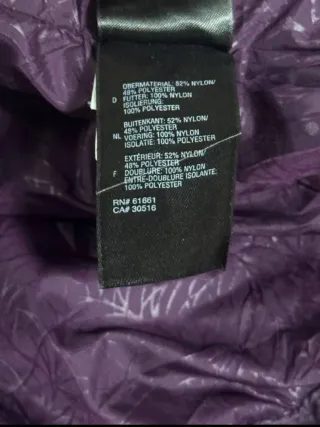 OBERMATERIAL: 52% NYLON/
48% POLYESTER
D FUTTER: 100% NYLON
ISOLIERUNG:
100% POLYESTER
BUITENKANT: 52% NYLON/
48% POLYESTER
NL VOERING: 100% NYLON
ISOLATIE: 100% POLYESTER
EXTÉRIEUR: 52% NYLON/
48% POLYESTER
F DOUBLURE: 100% NYLON
ENTRE-DOUBLURE ISOLANTE:
100% POLYESTER
RN# 61661
CA# 30516